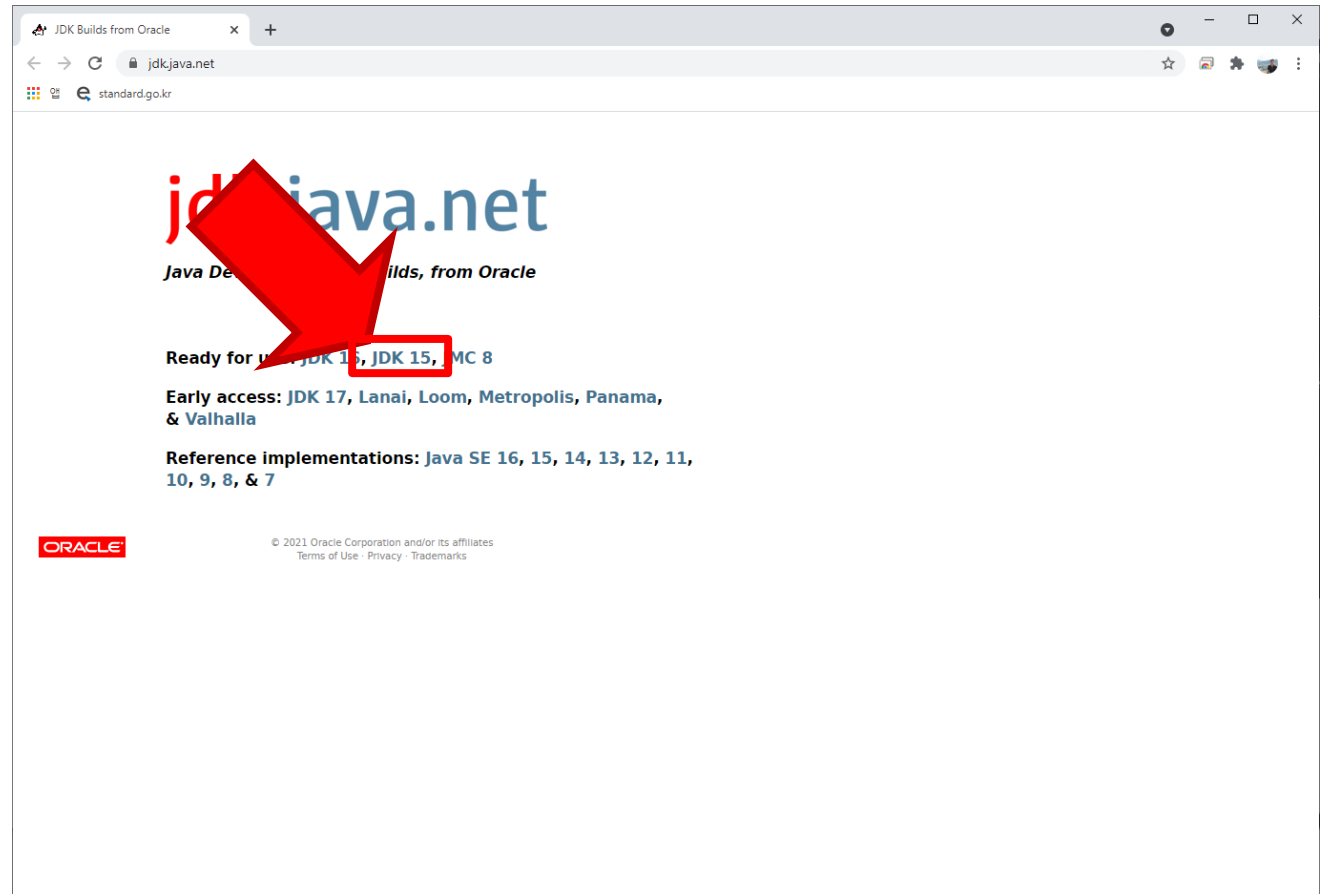 JDK Builds from Oracle
jdk.java.net
앱 standard.go.kr
java.net
Java ilds, from Oracle
Ready for JDK 16, JDK 15, JMC 8
Early access: JDK 17, Lanai, Loom, Metropolis, Panama,
& Valhalla
Reference implementations: Java SE 16, 15, 14, 13, 12, 11,
10, 9, 8, & 7
ORACLE
© 2021 Oracle Corporation and/or its affiliates
Terms of Use · Privacy · Trademarks